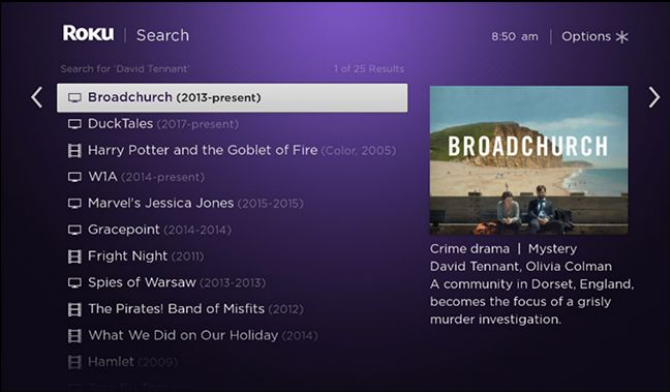 Roku | Search
8:50 am | Options
Search for 'David Tennant'
1 of 25 Results
Broadchurch (2013-present)
DuckTales (2017-present)
Harry Potter and the Goblet of Fire (Color, 2005)
W1A (2014-present)
Marvel's Jessica Jones (2015-2015)
Gracepoint (2014-2014)
Fright Night (2011)
Spies of Warsaw (2013-2013)
The Pirates! Band of Misfits (2012)
What We Did on Our Holiday (2014)
Hamlet (2009)
BROADCHURCH
Crime drama | Mystery
David Tennant, Olivia Colman
A community in Dorset, England,
becomes the focus of a grisly
murder investigation.